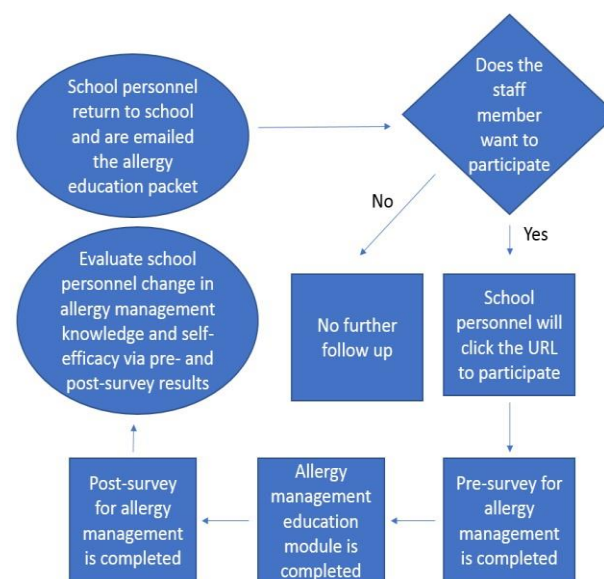 School personnel
return to school
and are emailed
the allergy
education packet
Does the
staff
member
want to
participate
No
Yes
No further
follow up
School
personnel will
click the URL
to participate
Pre-survey for
allergy
management
is completed
Allergy
management
education
module is
completed
Post-survey
for allergy
management
is completed
Evaluate school
personnel change in
allergy management
knowledge and self-
efficacy via pre- and
post-survey results